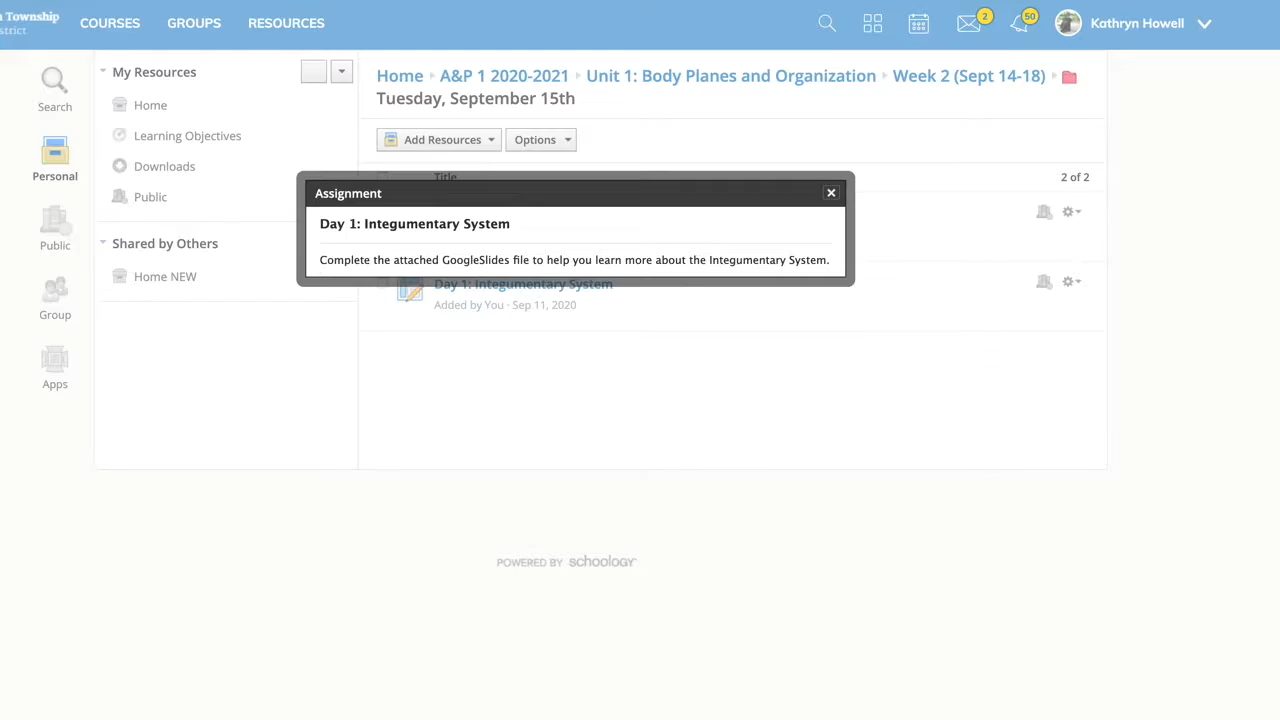 Township
strict
COURSES GROUPS RESOURCES
2
50
Kathryn Howell
Search
Personal
Public
Group
Apps
My Resources
Home
Learning Objectives
Downloads
Public
Shared by Others
Home NEW
Home A&P 1 2020-2021 Unit 1: Body Planes and Organization Week 2 (Sept 14-18)
Tuesday, September 15th
Add Resources Options
Title 2 of 2
Assignment
Day 1: Integumentary System
Complete the attached GoogleSlides file to help you learn more about the Integumentary System.
Day 1: Integumentary System
Added by You · Sep 11, 2020
POWERED BY schoology